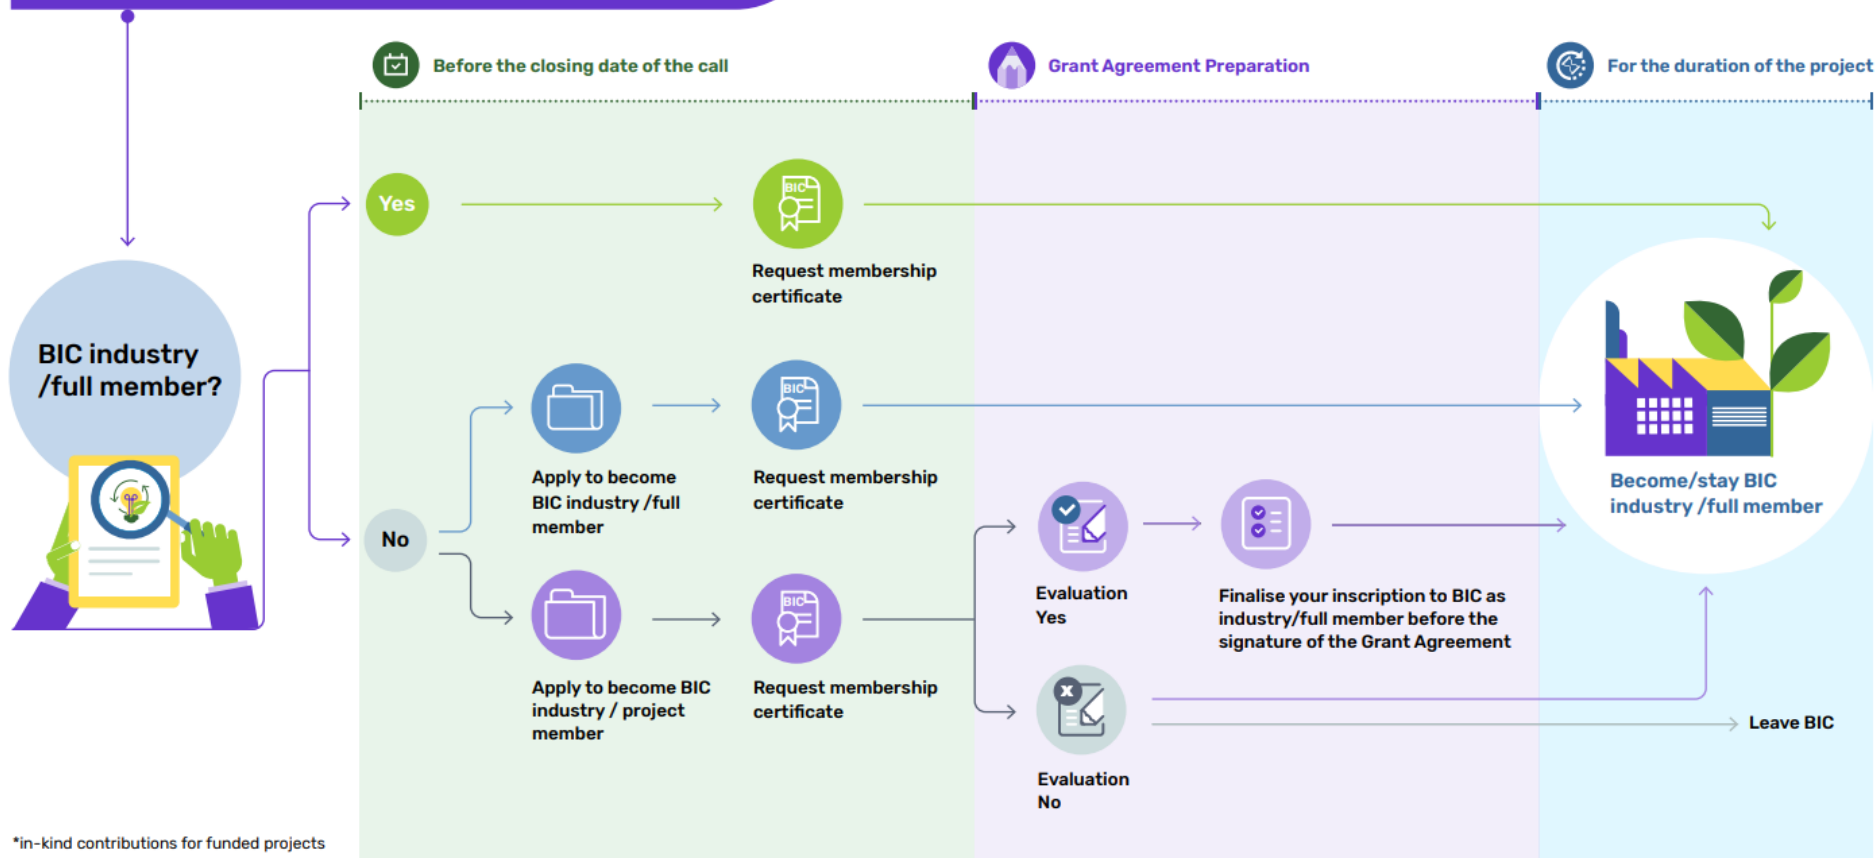 Before the closing date of the call
Grant Agreement Preparation
For the duration of the project
Yes
BIC
Request membership
certificate
BIC industry
/full member?
BIC
Apply to become
BIC industry /full
member
Request membership
certificate
Become/stay BIC
industry /full member
No
Evaluation
Yes
Finalise your inscription to BIC as
industry/full member before the
signature of the Grant Agreement
BIC
Apply to become BIC
industry / project
member
Request membership
certificate
Leave BIC
Evaluation
No
*in-kind contributions for funded projects